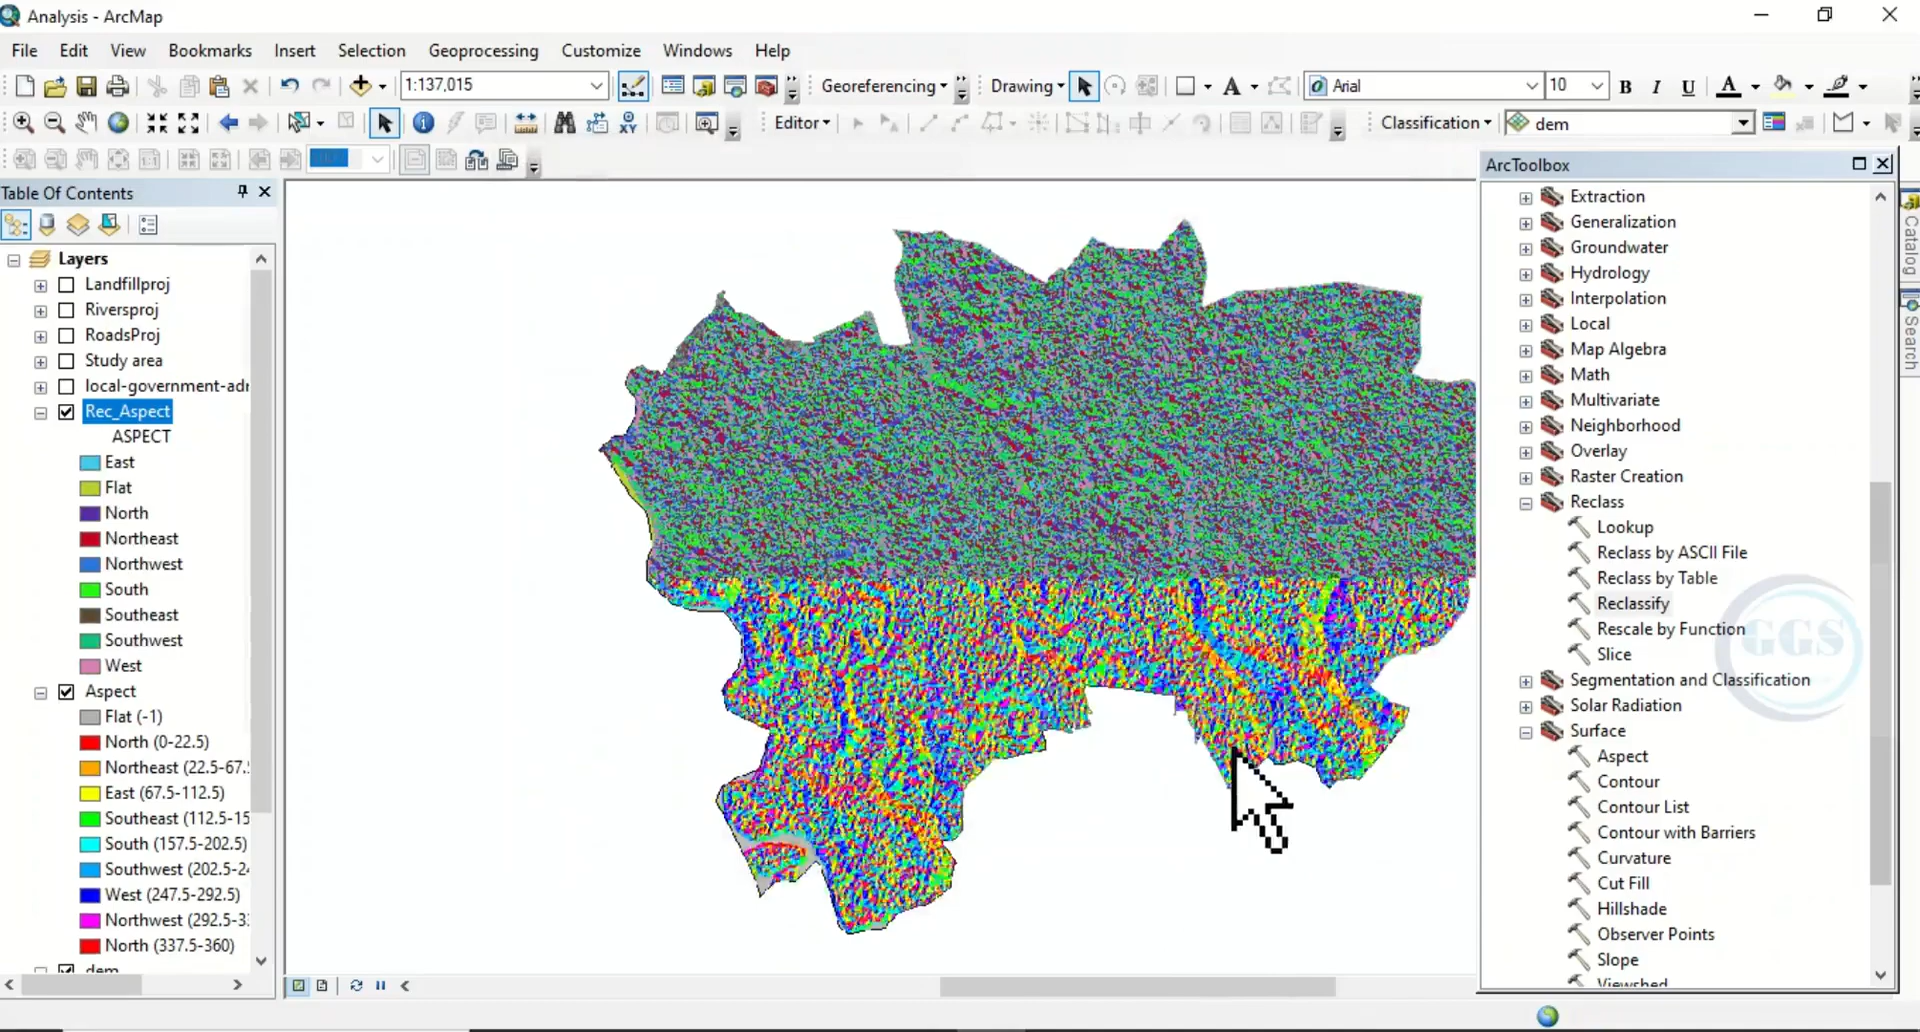 Analysis - ArcMap
File Edit View Bookmarks Insert Selection Geoprocessing Customize Windows Help
1:137,015 Georeferencing Drawing A Arial 10 B I U A
XY Editor Classification dem
1:1
Table Of Contents
Layers
Landfillproj
Riversproj
RoadsProj
Study area
local-government-adr
Rec_Aspect
ASPECT
East
Flat
North
Northeast
Northwest
South
Southeast
Southwest
West
Aspect
Flat (-1)
North (0-22.5)
Northeast (22.5-67.
East (67.5-112.5)
Southeast (112.5-15
South (157.5-202.5)
Southwest (202.5-24
West (247.5-292.5)
Northwest (292.5-33
North (337.5-360)
dem
ArcToolbox
Extraction
Generalization
Groundwater
Hydrology
Interpolation
Local
Map Algebra
Math
Multivariate
Neighborhood
Overlay
Raster Creation
Reclass
Lookup
Reclass by ASCII File
Reclass by Table
Reclassify
Rescale by Function
Slice
Segmentation and Classification
Solar Radiation
Surface
Aspect
Contour
Contour List
Contour with Barriers
Curvature
Cut Fill
Hillshade
Observer Points
Slope
Viewshed
GGS
Catalog
Search